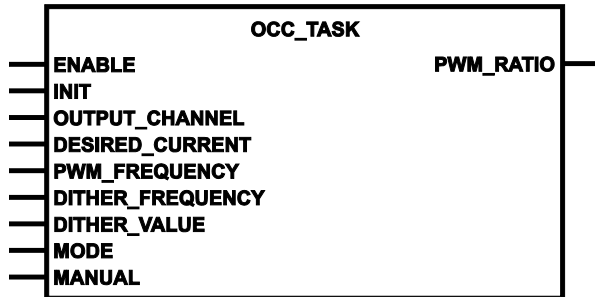 OCC_TASK
ENABLE PWM_RATIO
INIT
OUTPUT_CHANNEL
DESIRED_CURRENT
PWM_FREQUENCY
DITHER_FREQUENCY
DITHER_VALUE
MODE
MANUAL